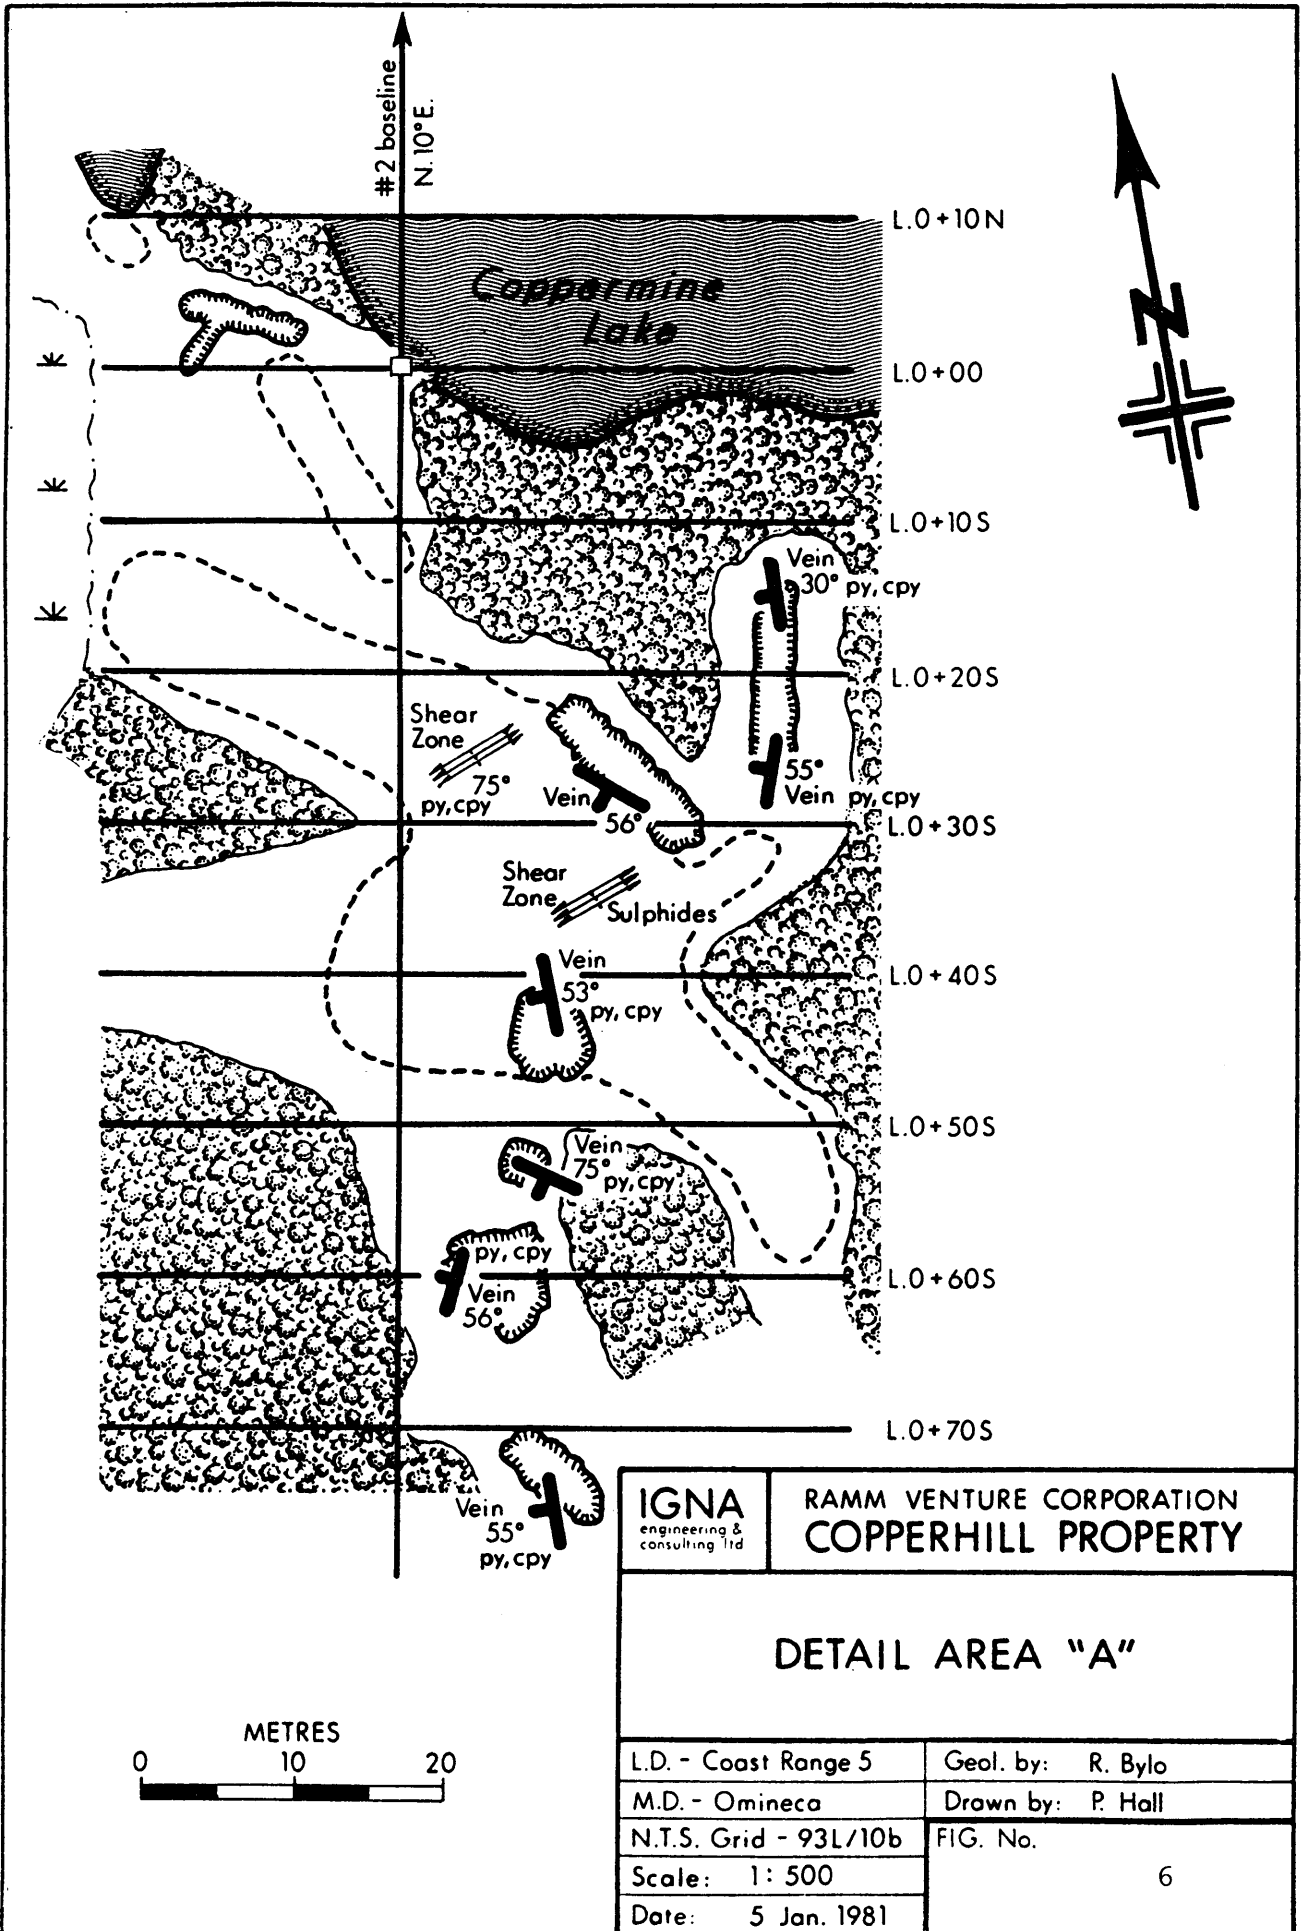 #2 baseline
N. 10° E.
L.0+10N
Coppermine
Lake
L.0+00
N
L.0+10S
Vein
30° py, cpy
L.0+20S
Shear
Zone
75°
py, cpy
Vein
56°
55°
Vein py, cpy
L.0+30S
Shear
Zone
Sulphides
Vein
53°
py, cpy
L.0+40S
L.0+50S
Vein
75°
py, cpy
py, cpy
Vein
56°
L.0+60S
L.0+70S
Vein
55°
py, cpy
IGNA
engineering &
consulting ltd
RAMM VENTURE CORPORATION
COPPERHILL PROPERTY
DETAIL AREA "A"
METRES
0 10 20
L.D. - Coast Range 5
Geol. by: R. Bylo
M.D. - Omineca
Drawn by: P. Hall
N.T.S. Grid - 93L/10b
FIG. No.
6
Scale: 1: 500
Date: 5 Jan. 1981